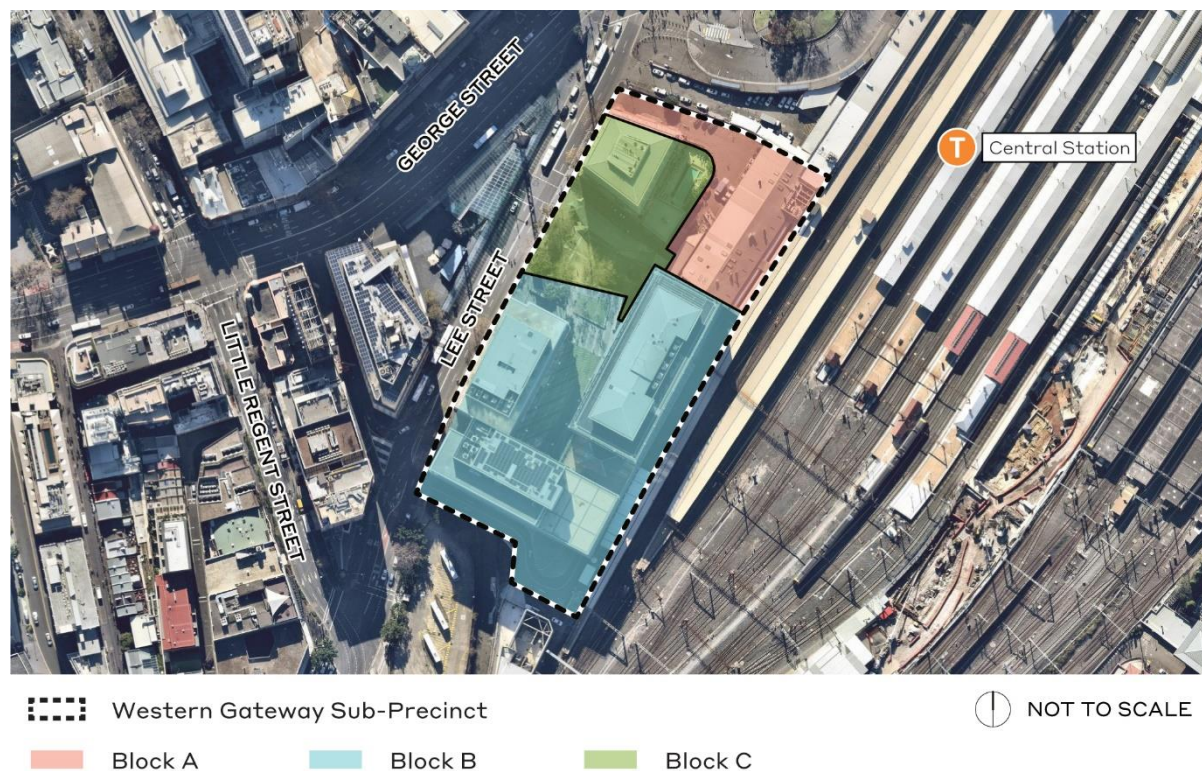 GEORGE STREET
T
Central Station
LEE STREET
LITTLE REGENT STREET
Western Gateway Sub-Precinct
NOT TO SCALE
Block A
Block B
Block C